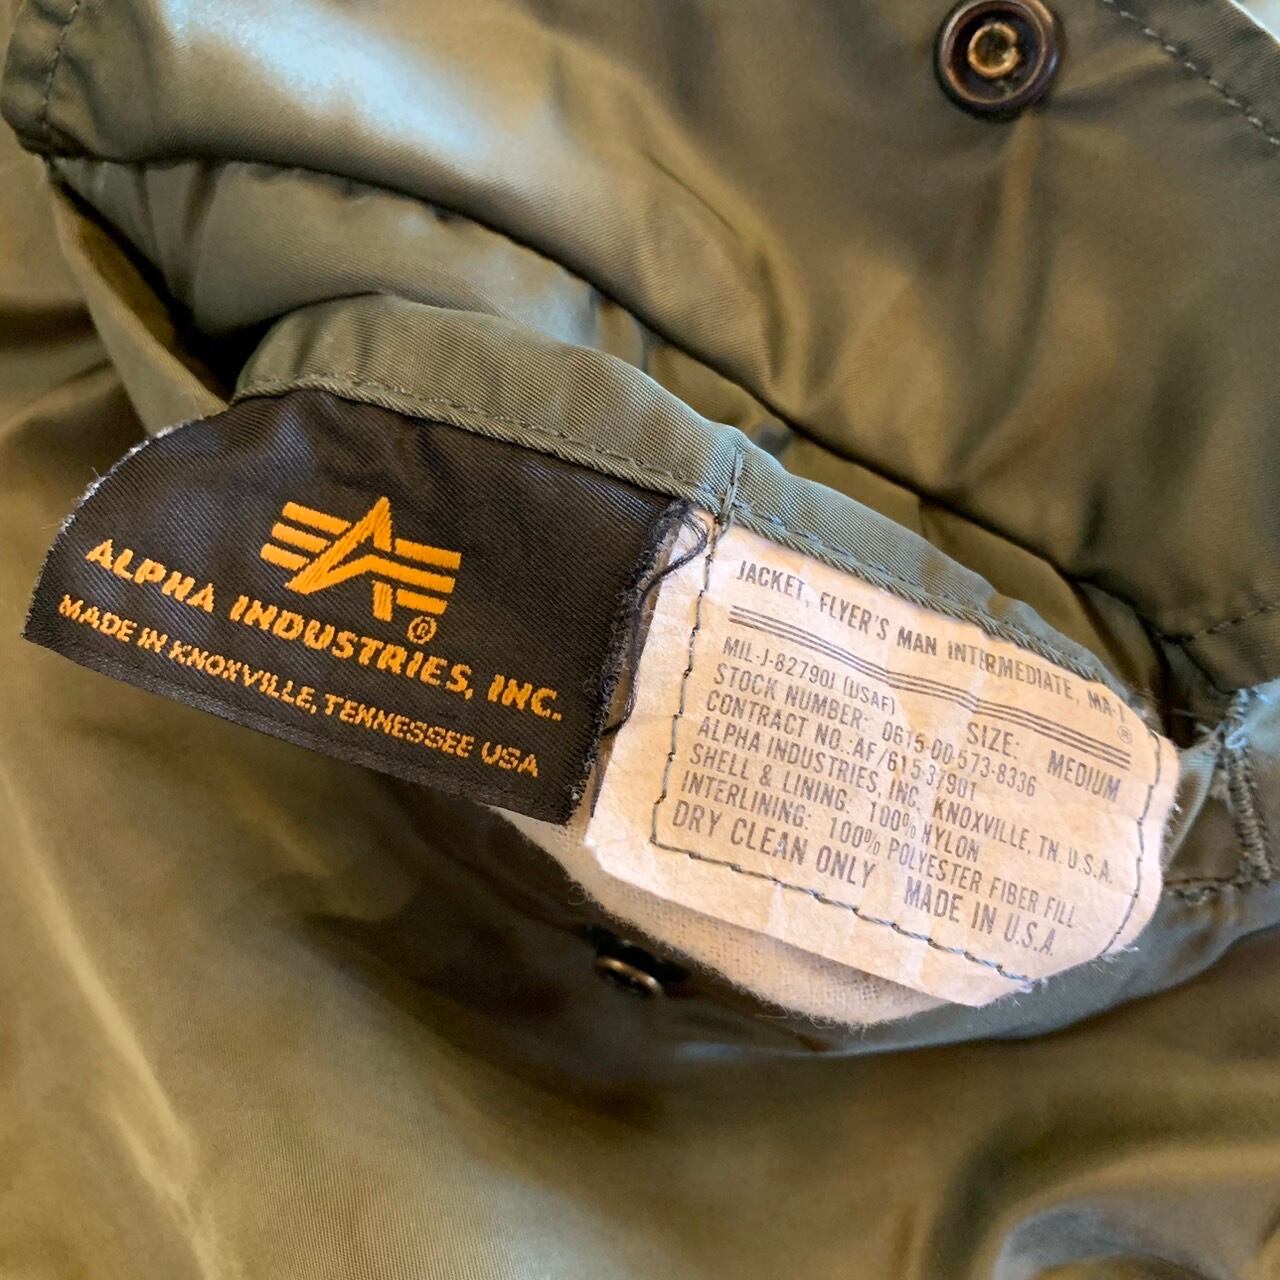 ALPHA INDUSTRIES, INC.
MADE IN KNOXVILLE, TENNESSEE USA
JACKET, FLYER'S MAN INTERMEDIATE, MA-1
®
MIL-J-82790I (USAF)
SIZE: MEDIUM
STOCK NUMBER: 0615-00-573-8336
CONTRACT NO.:AF/615-37901
ALPHA INDUSTRIES, INC. KNOXVILLE, TN. U.S.A.
SHELL & LINING: 100% NYLON
INTERLINING: 100% POLYESTER FIBER FILL
DRY CLEAN ONLY MADE IN U.S.A.